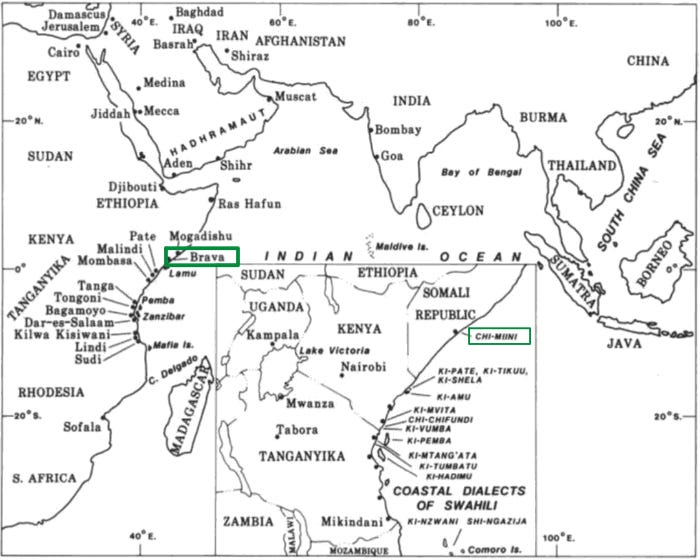 40°E.
60°E.
80°E.
100°E.
Damascus
Jerusalem
SYRIA
Baghdad
IRAQ
Basrah
IRAN
Shiraz
AFGHANISTAN
CHINA
Cairo
EGYPT
Medina
Jiddah
Mecca
Muscat
HADHRAMAUT
INDIA
BURMA
20°N.
20°N.
Bombay
Goa
Arabian Sea
Bay of Bengal
THAILAND
SOUTH CHINA SEA
SUDAN
Aden
Shihr
Djibouti
ETHIOPIA
Ras Hafun
CEYLON
KENYA
Pate
Malindi
Mombasa
Mogadishu
Brava
Lamu
Maldive Is.
INDIAN OCEAN
0°
0°
TANGANYIKA
SUMATRA
BORNEO
JAVA
Tanga
Tongoni
Bagamoyo
Dar-es-Salaam
Kilwa Kisiwani
Lindi
Sudi
Pemba
Zanzibar
Mafia Is.
C. Delgado
MADAGASCAR
RHODESIA
20°S.
20°S.
Sofala
S. AFRICA
40°E.
100°E.
SUDAN
ETHIOPIA
UGANDA
SOMALI
REPUBLIC
KENYA
Kampala
Lake Victoria
Nairobi
CHI-MIINI
KI-PATE, KI-TIKUU,
KI-SHELA
KI-AMU
Mwanza
KI-MVITA
CHI-CHIFUNDI
KI-VUMBA
KI-PEMBA
Tabora
TANGANYIKA
KI-MTANG'ATA
KI-TUMBATU
KI-HADIMU
COASTAL DIALECTS
OF SWAHILI
ZAMBIA
MALAWI
Mikindani
KI-NZWANI SHI-NGAZIJA
MOZAMBIQUE
Comoro Is.